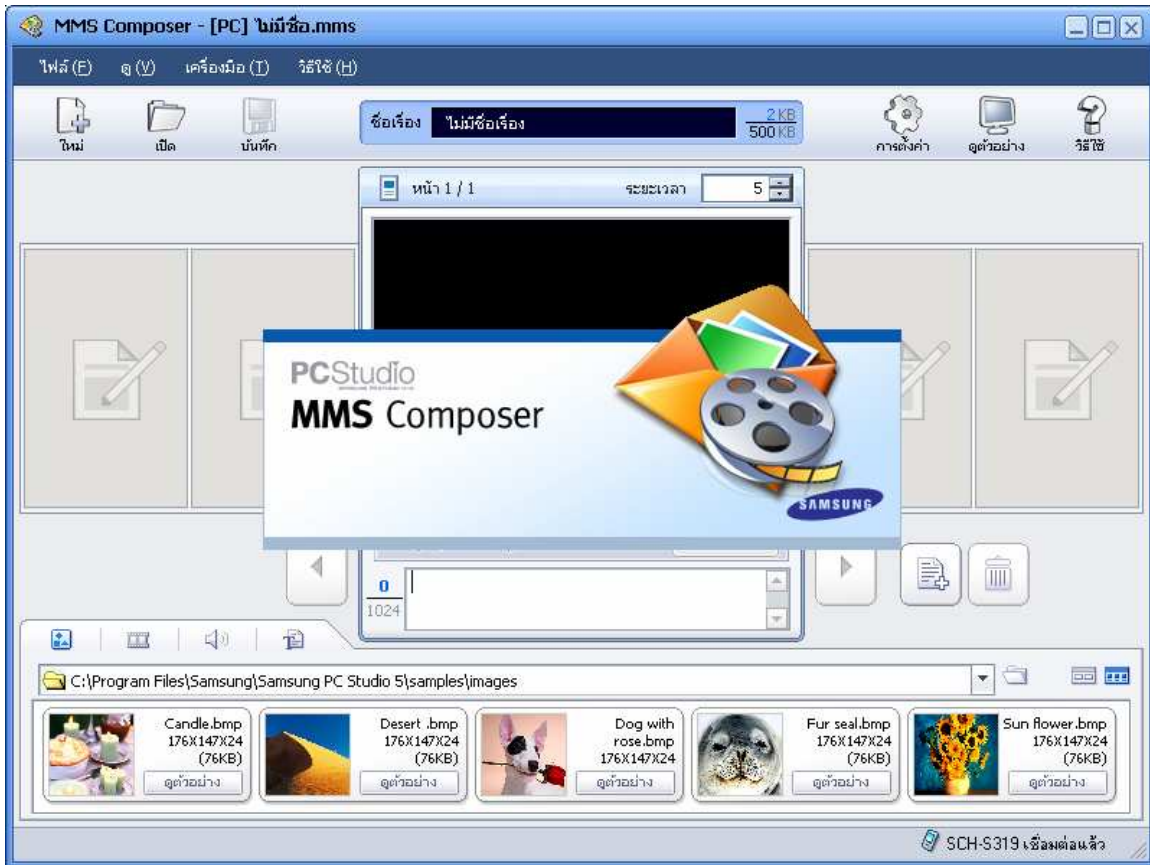 MMS Composer - [PC] ไม่มีชื่อ.mms
ไฟล์ (F) ดู (V) เครื่องมือ (T) วิธีใช้ (H)
ใหม่ เปิด บันทึก
ชื่อเรื่อง ไม่มีชื่อเรื่อง
2 KB
500 KB
การตั้งค่า ดูตัวอย่าง วิธีใช้
หน้า 1 / 1 ระยะเวลา 5
PCStudio
MMS Composer
SAMSUNG
0
1024
C:\Program Files\Samsung\Samsung PC Studio 5\samples\images
Candle.bmp
176X147X24
(76KB)
ดูตัวอย่าง
Desert .bmp
176X147X24
(76KB)
ดูตัวอย่าง
Dog with
rose.bmp
176X147X24
ดูตัวอย่าง
Fur seal.bmp
176X147X24
(76KB)
ดูตัวอย่าง
Sun flower.bmp
176X147X24
(76KB)
ดูตัวอย่าง
SCH-S319 เชื่อมต่อแล้ว